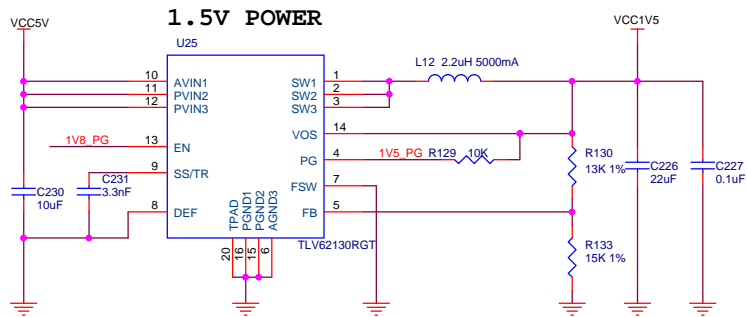 1.5V POWER
VCC5V
VCC1V5
U25
L12 2.2uH 5000mA
10 AVIN1 SW1 1
11 PVIN2 SW2 2
12 PVIN3 SW3 3
VOS 14
1V8_PG 13 EN
PG 4 1V5_PG R129 10K
9 SS/TR
R130
13K 1%
C231
3.3nF
FSW 7
C230
10uF
C226
22uF
C227
0.1uF
8 DEF
FB 5
TPAD
PGND1
PGND2
AGND3
R133
15K 1%
TLV62130RGT
20
16
15
6